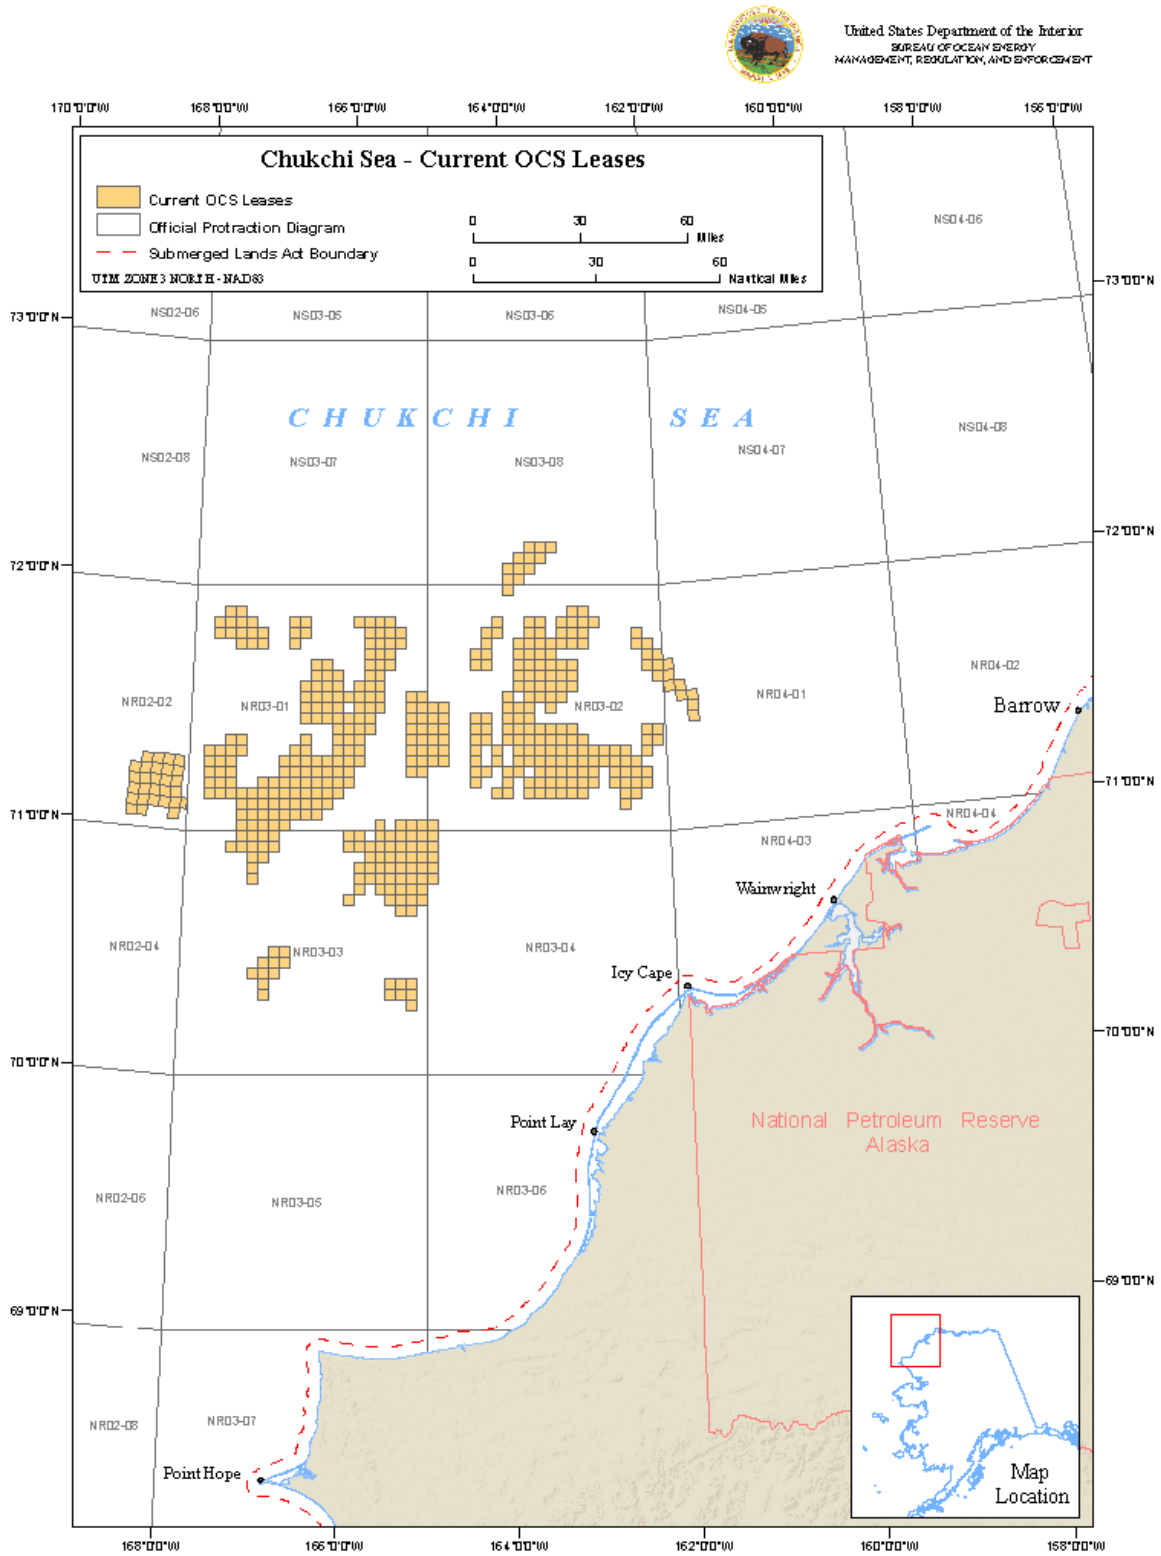 United States Department of the Interior
BUREAU OF OCEAN ENERGY
MANAGEMENT, REGULATION, AND ENFORCEMENT
170°0'0"W 168°0'0"W 166°0'0"W 164°0'0"W 162°0'0"W 160°0'0"W 158°0'0"W 156°0'0"W
Chukchi Sea - Current OCS Leases
Current OCS Leases
Official Protraction Diagram
Submerged Lands Act Boundary
UTM ZONE 3 NORTH - NAD83
0 30 60
Miles
0 30 60
Nautical Miles
NS04-06
73°0'0"N
NS02-06 NS03-05 NS03-06 NS04-05
73°0'0"N
CHUKCHI SEA
NS04-08
NS02-08 NS03-07 NS03-08 NS04-07
72°0'0"N
72°0'0"N
NR04-02
NR02-02 NR03-01 NR03-02 NR04-01
Barrow
71°0'0"N
71°0'0"N
NR04-04
NR04-03
Wainwright
NR02-04 NR03-03 NR03-04
Icy Cape
70°0'0"N
70°0'0"N
Point Lay
National Petroleum Reserve
Alaska
NR02-06 NR03-05 NR03-06
69°0'0"N
69°0'0"N
NR02-08 NR03-07
Point Hope
Map
Location
168°0'0"W 166°0'0"W 164°0'0"W 162°0'0"W 160°0'0"W 158°0'0"W